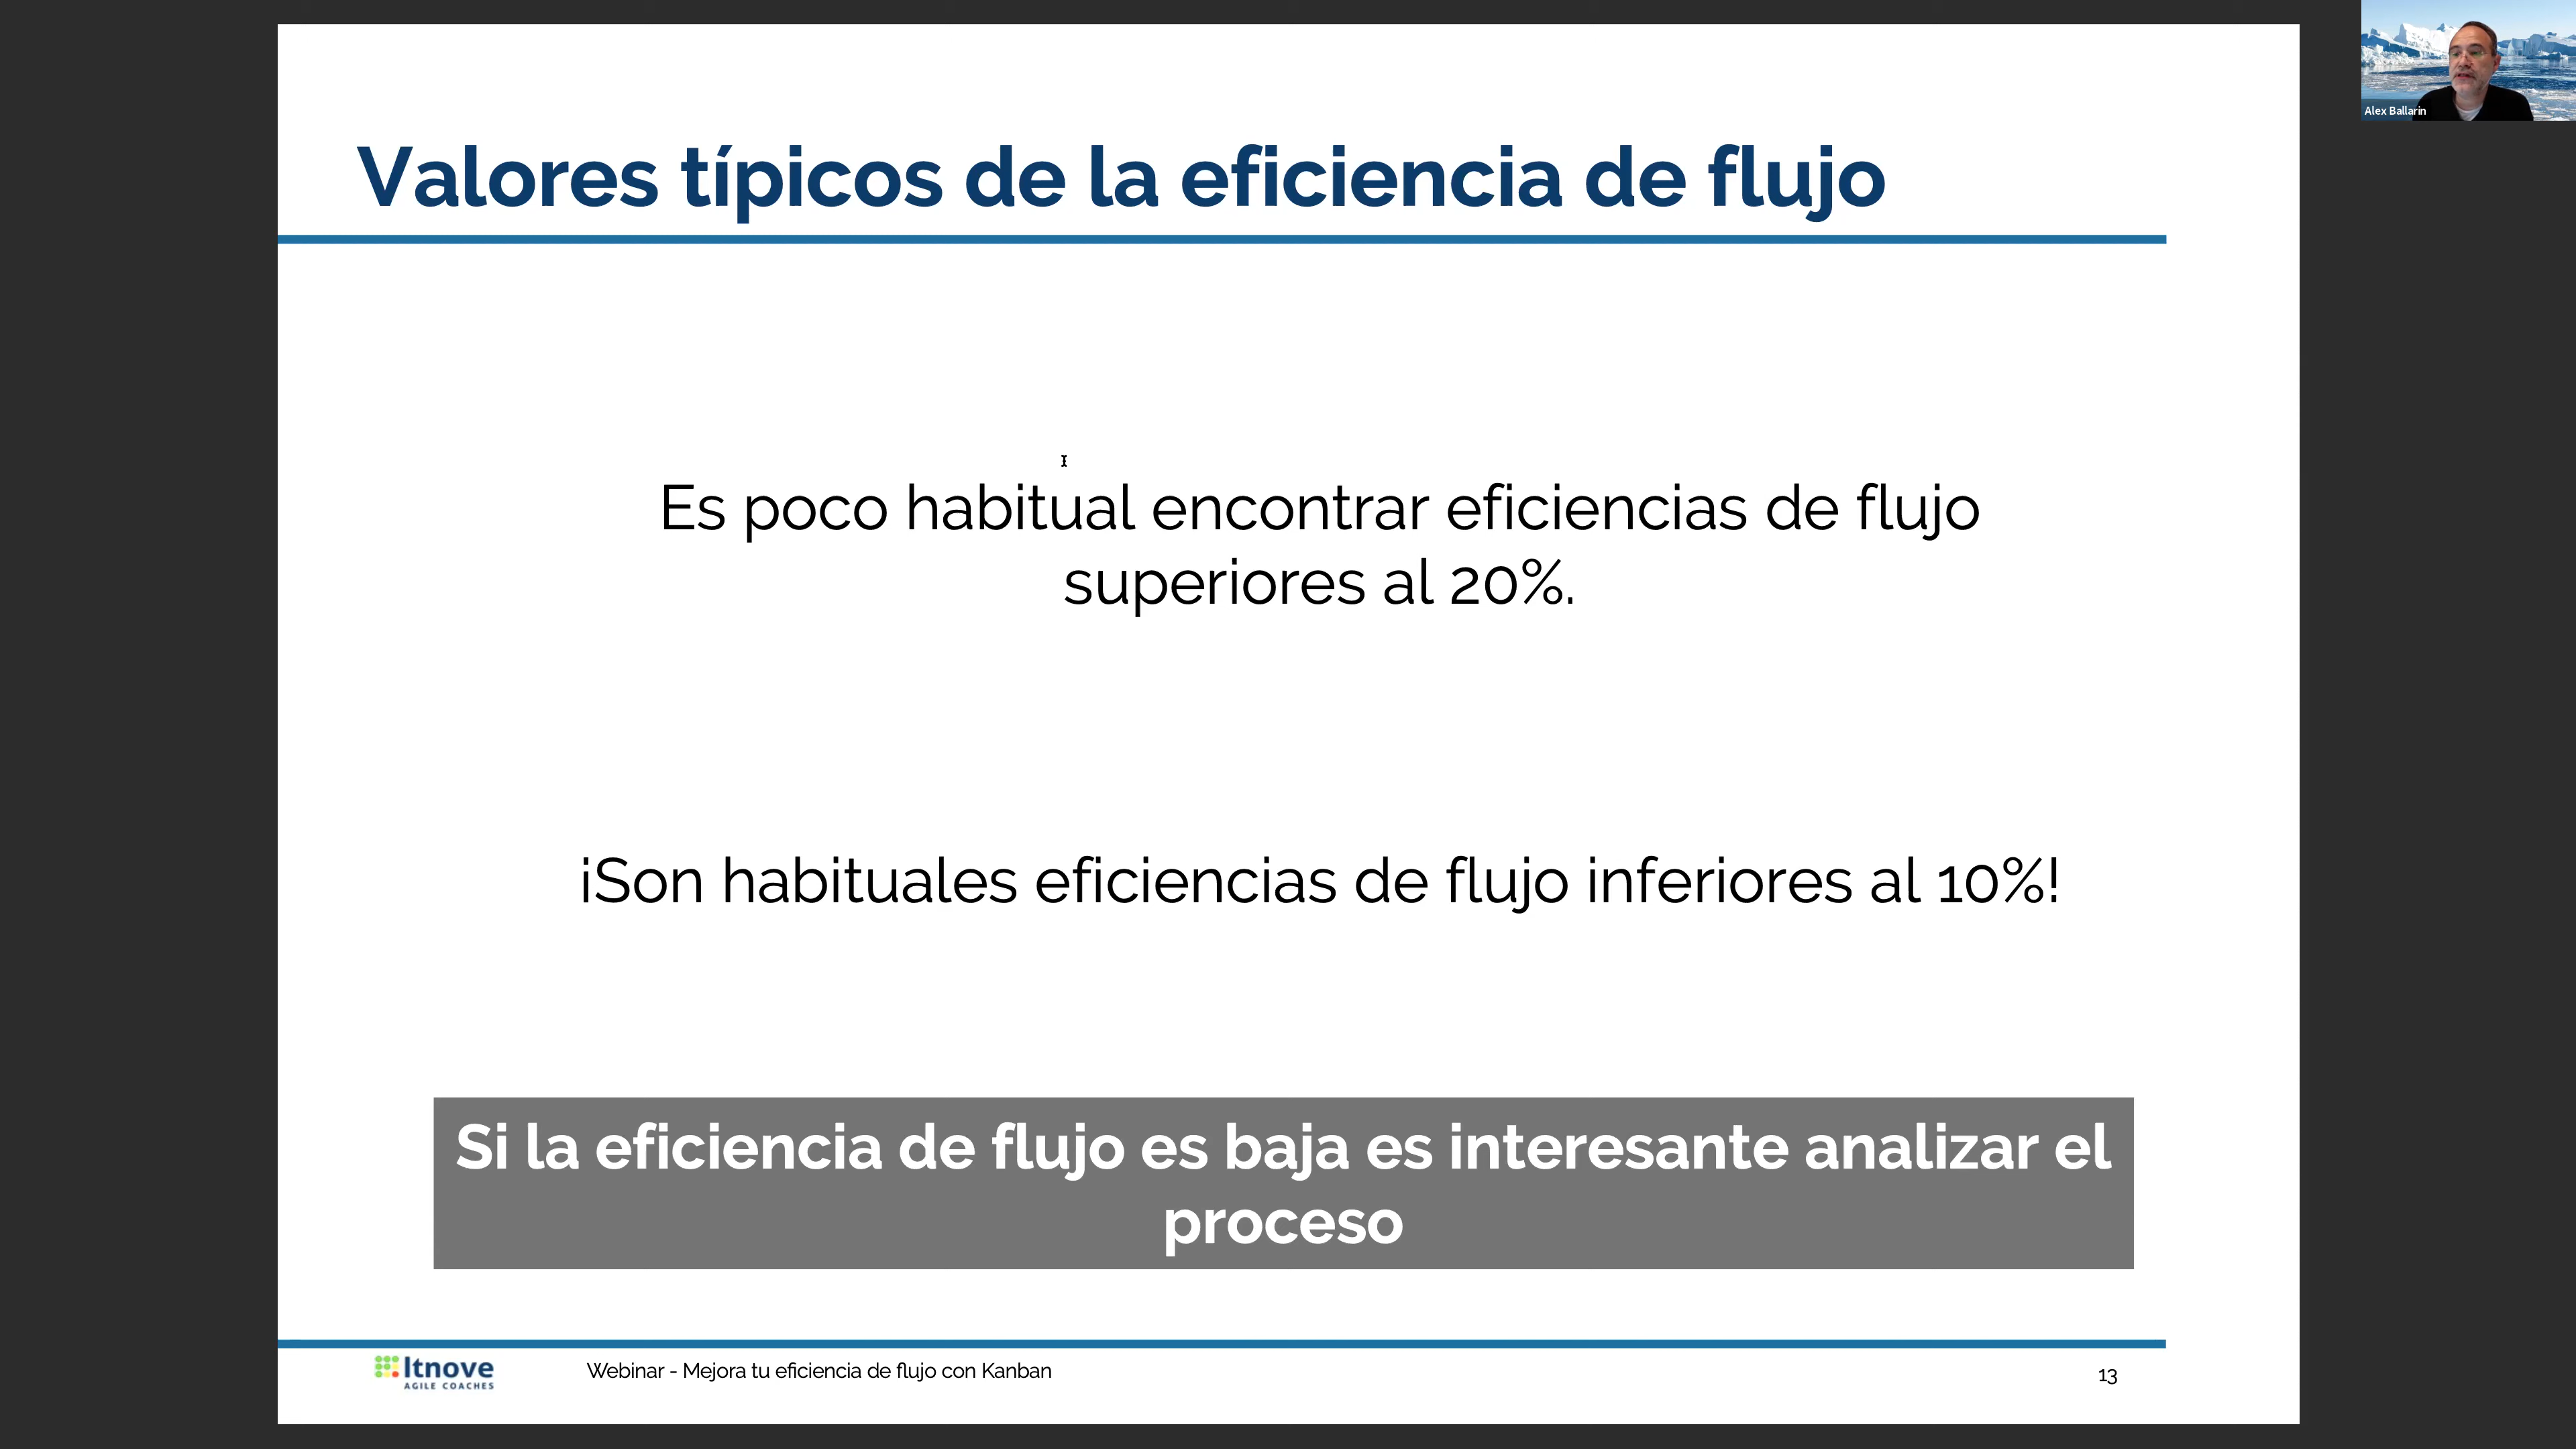 Alex Ballarin
Valores típicos de la eficiencia de flujo
Es poco habitual encontrar eficiencias de flujo
superiores al 20%.
¡Son habituales eficiencias de flujo inferiores al 10%!
Si la eficiencia de flujo es baja es interesante analizar el
proceso
Itnove
AGILE COACHES
Webinar - Mejora tu eficiencia de flujo con Kanban
13